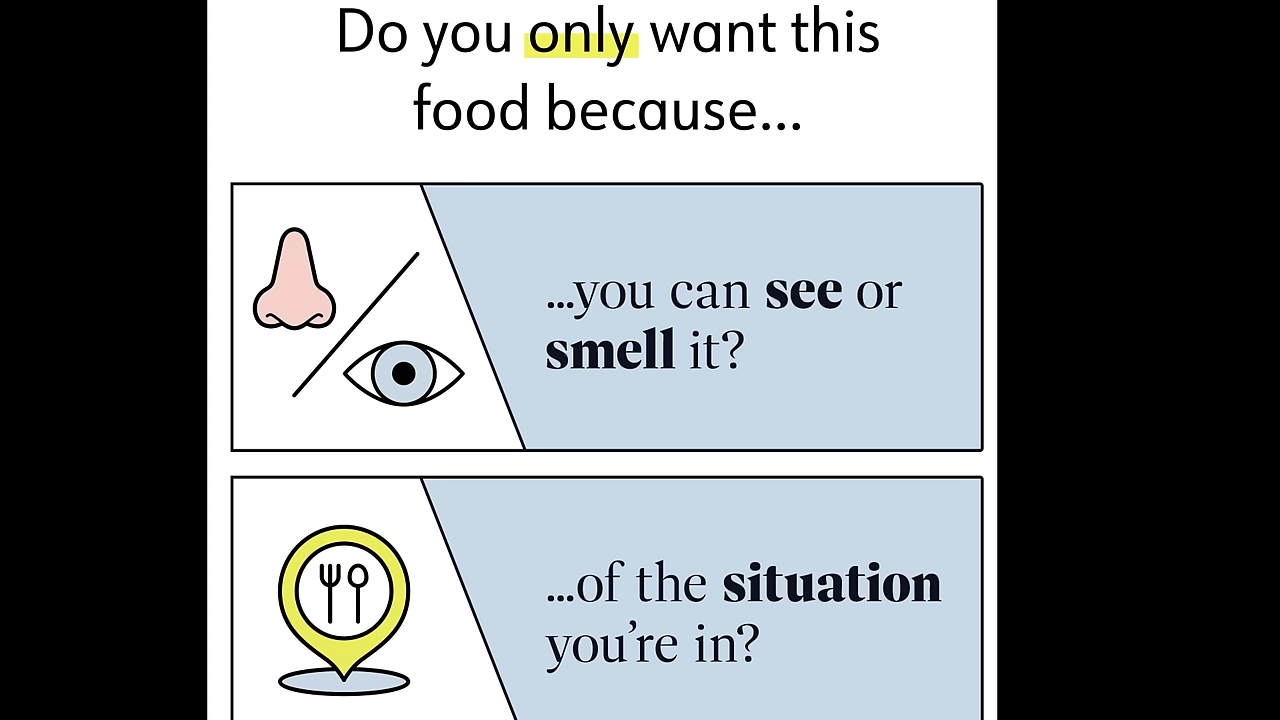 Do you only want this
food because...
...you can see or
smell it?
...of the situation
you’re in?